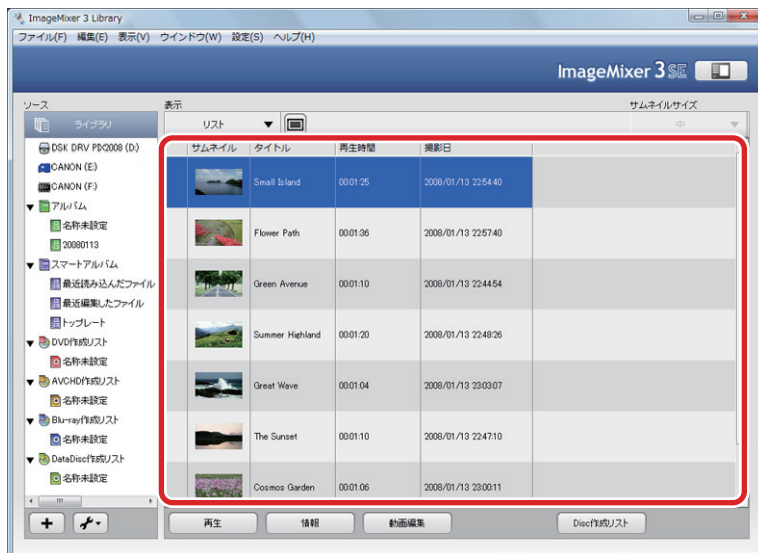 ImageMixer 3 Library
ファイル(F) 編集(E) 表示(V) ウインドウ(W) 設定(S) ヘルプ(H)
ImageMixer 3 SE
ソース
ライブラリ
DSK DRV PD2008 (D:)
CANON (E:)
CANON (F:)
アルバム
名称未設定
20080113
スマートアルバム
最近読み込んだファイル
最近編集したファイル
トップレート
DVD作成リスト
名称未設定
AVCHD作成リスト
名称未設定
Blu-ray作成リスト
名称未設定
DataDisc作成リスト
名称未設定
表示
リスト
サムネイルサイズ
中
サムネイル タイトル 再生時間 撮影日
Small Island 00:01:25 2008/01/13 22:54:40
Flower Path 00:01:36 2008/01/13 22:57:40
Green Avenue 00:01:10 2008/01/13 22:44:54
Summer Highland 00:01:20 2008/01/13 22:48:26
Great Wave 00:01:04 2008/01/13 23:03:07
The Sunset 00:01:10 2008/01/13 22:47:10
Cosmos Garden 00:01:06 2008/01/13 23:00:11
再生 情報 動画編集 Disc作成リスト